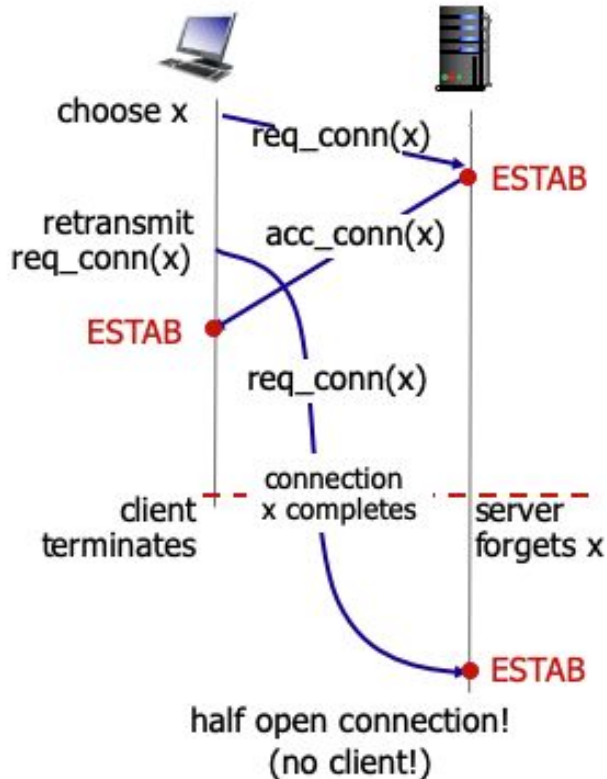 choose x
req_conn(x)
ESTAB
retransmit
req_conn(x)
acc_conn(x)
ESTAB
req_conn(x)
connection
x completes
client
terminates
server
forgets x
ESTAB
half open connection!
(no client!)